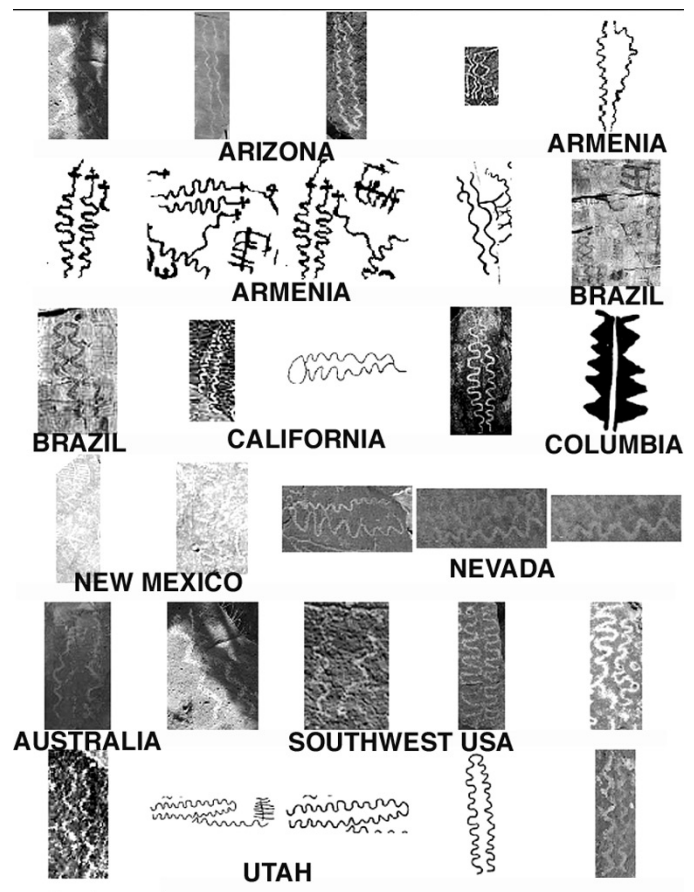 ARIZONA
ARMENIA
ARMENIA
BRAZIL
BRAZIL
CALIFORNIA
COLUMBIA
NEW MEXICO
NEVADA
AUSTRALIA
SOUTHWEST USA
UTAH